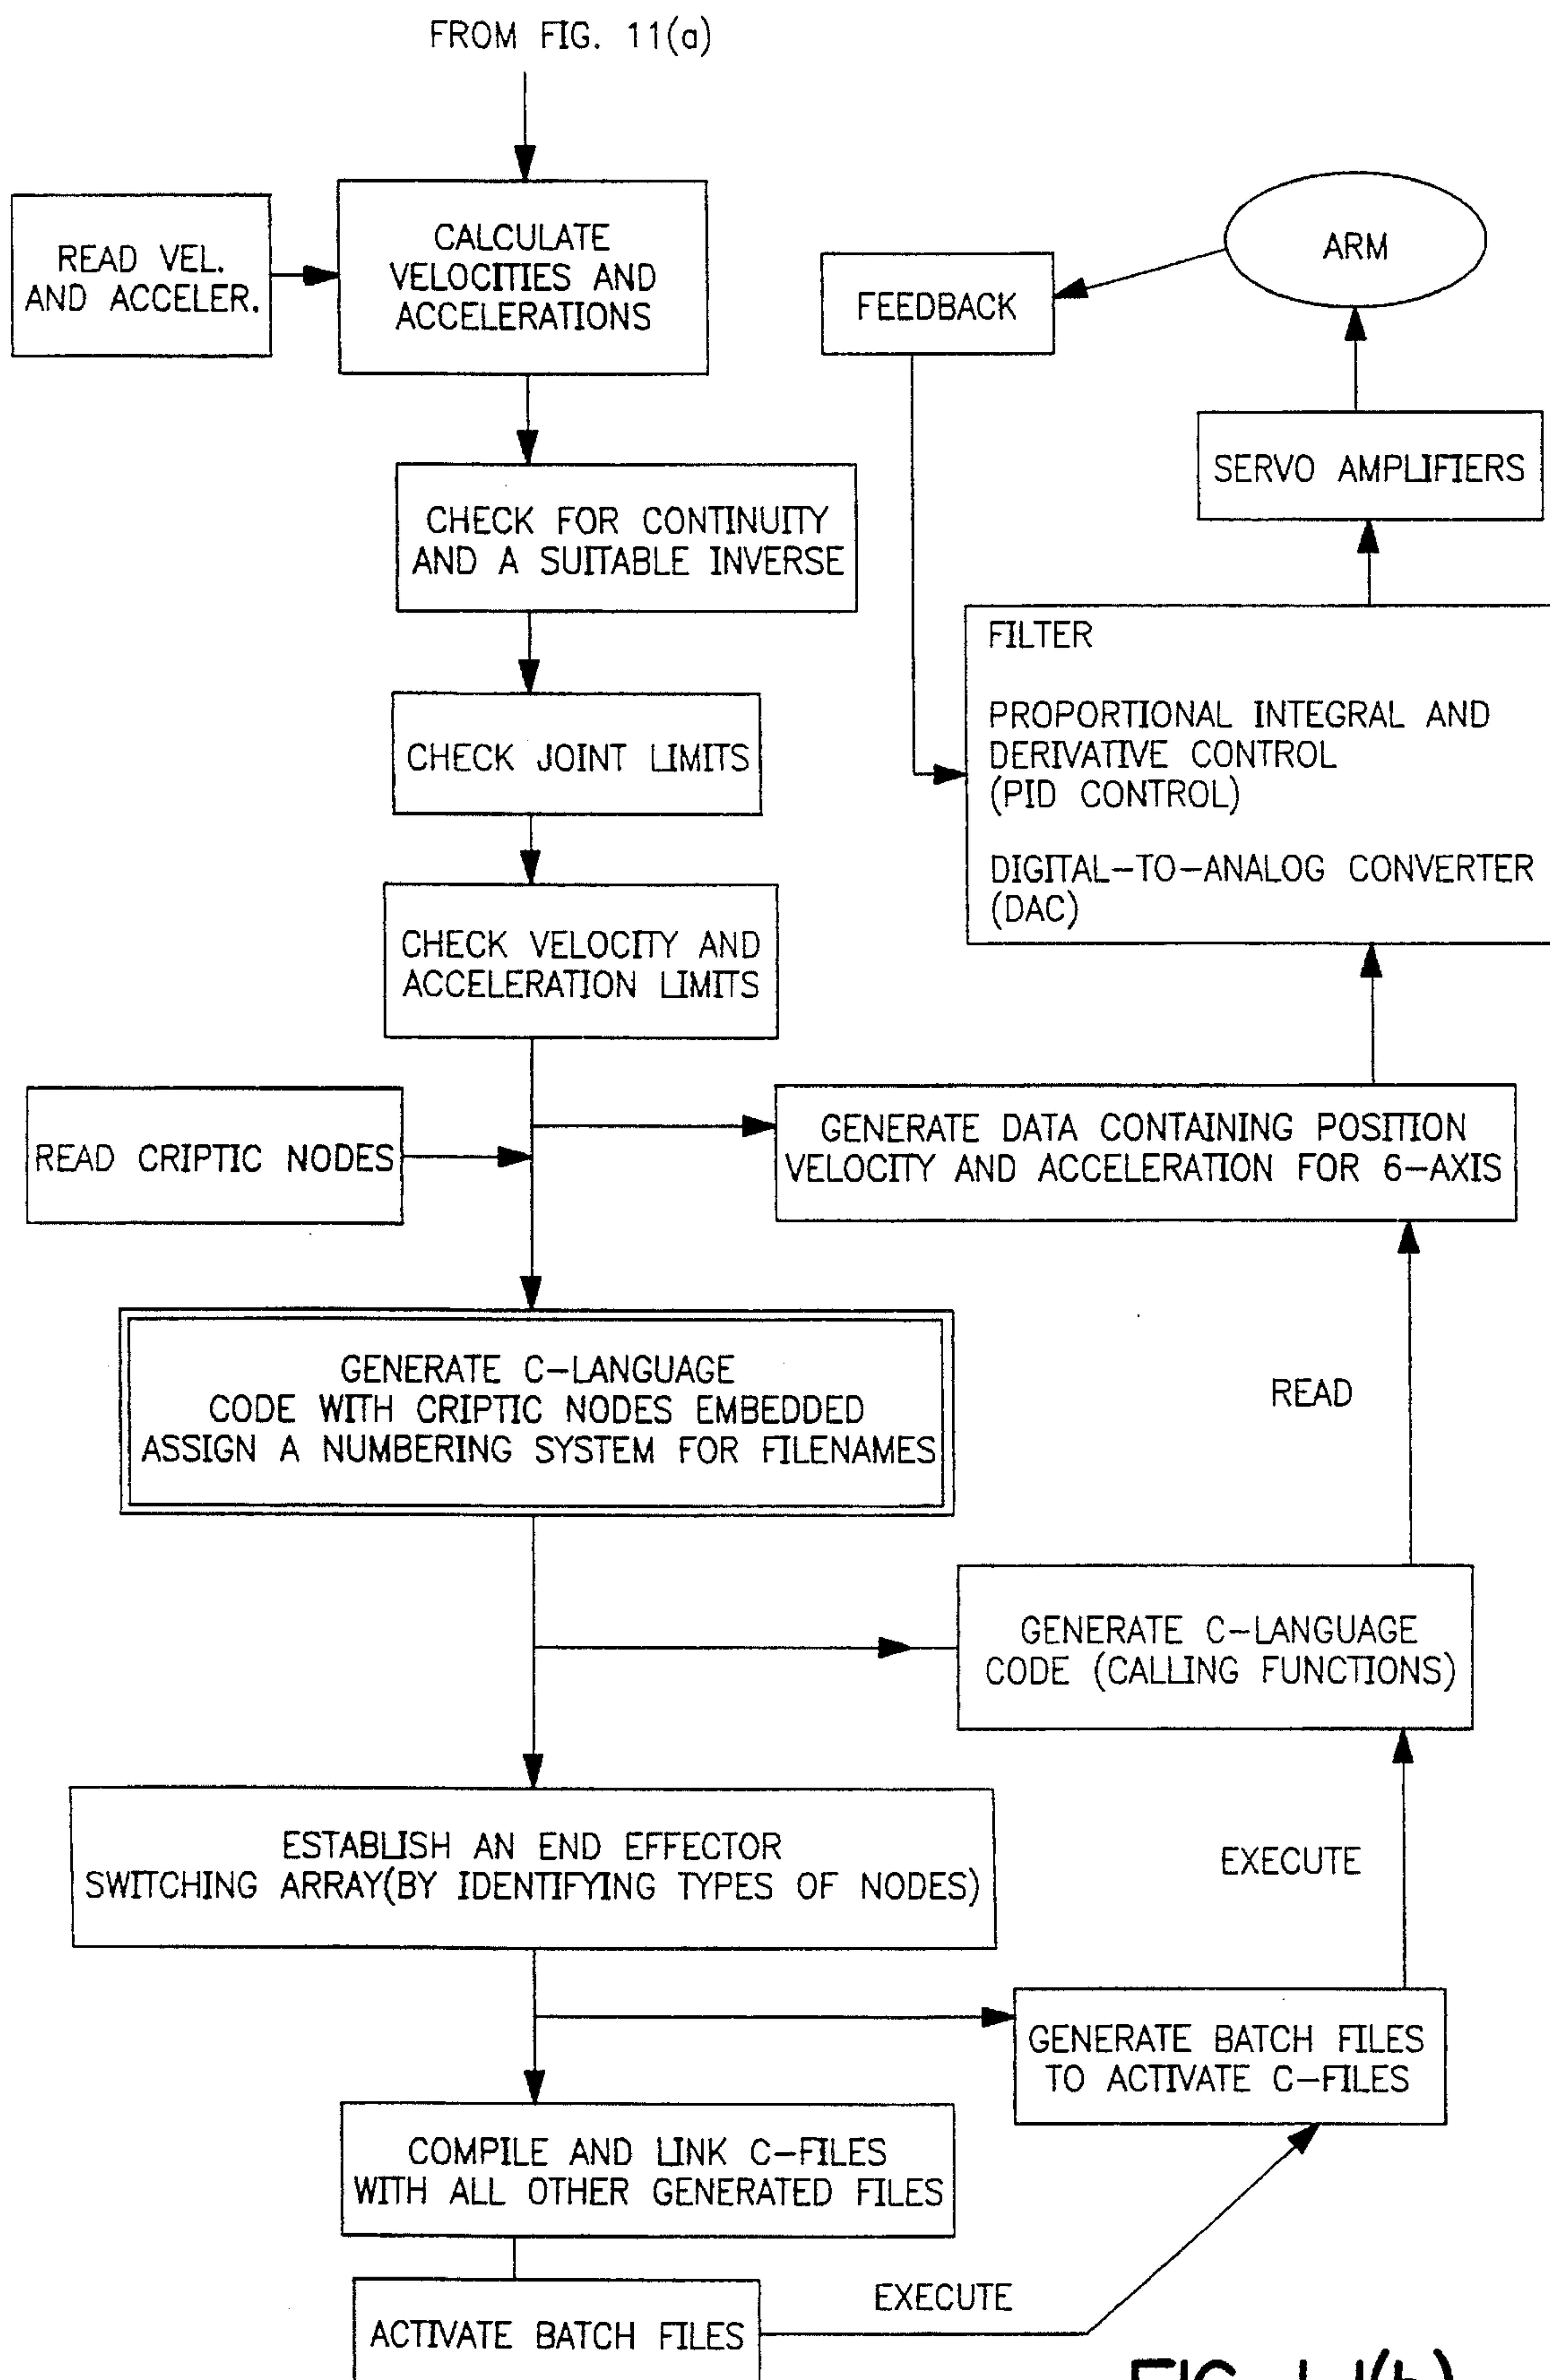 FROM FIG. 11(a)
READ VEL.
AND ACCELER.
CALCULATE
VELOCITIES AND
ACCELERATIONS
FEEDBACK
ARM
SERVO AMPLIFIERS
CHECK FOR CONTINUITY
AND A SUITABLE INVERSE
FILTER
PROPORTIONAL INTEGRAL AND
DERIVATIVE CONTROL
(PID CONTROL)
DIGITAL-TO-ANALOG CONVERTER
(DAC)
CHECK JOINT LIMITS
CHECK VELOCITY AND
ACCELERATION LIMITS
READ CRIPTIC NODES
GENERATE DATA CONTAINING POSITION
VELOCITY AND ACCELERATION FOR 6-AXIS
GENERATE C-LANGUAGE
CODE WITH CRIPTIC NODES EMBEDDED
ASSIGN A NUMBERING SYSTEM FOR FILENAMES
READ
GENERATE C-LANGUAGE
CODE (CALLING FUNCTIONS)
ESTABLISH AN END EFFECTOR
SWITCHING ARRAY(BY IDENTIFYING TYPES OF NODES)
EXECUTE
GENERATE BATCH FILES
TO ACTIVATE C-FILES
COMPILE AND LINK C-FILES
WITH ALL OTHER GENERATED FILES
EXECUTE
ACTIVATE BATCH FILES
FIG. 11(b)